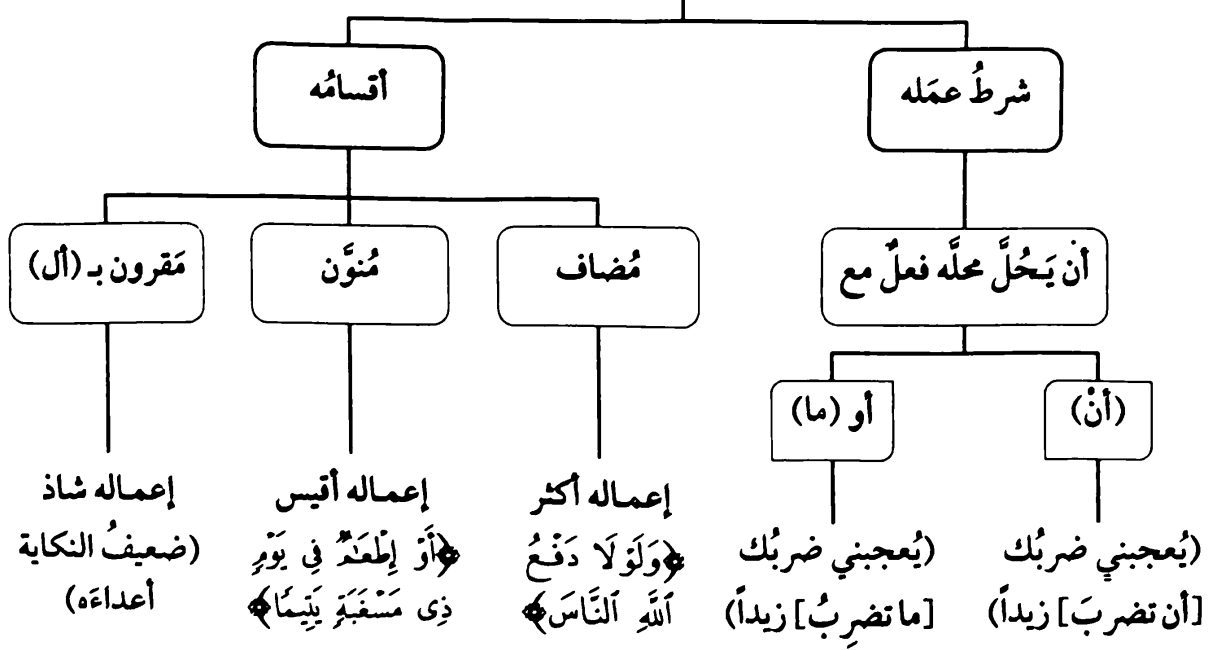 شرطُ عمَله
أقسامُه
أنْ يَحُلَّ محلَّه فعلٌ مع
مُضاف
مُنوَّن
مَقرون بـ (أل)
(أنْ)
أو (ما)
(يُعجبني ضربُك
[أن تضربَ] زيداً)
(يُعجبني ضربُك
[ما تضرِبُ] زيداً)
إعماله أكثر
﴿وَلَوْلَا دَفْعُ
ٱللَّهِ ٱلنَّاسَ﴾
إعماله أقيس
﴿أَوْ إِطْعَٰمٌ فِى يَوْمٍ
ذِى مَسْغَبَةٍ يَتِيمًا﴾
إعماله شاذ
(ضعيفُ النكاية
أعداءَه)